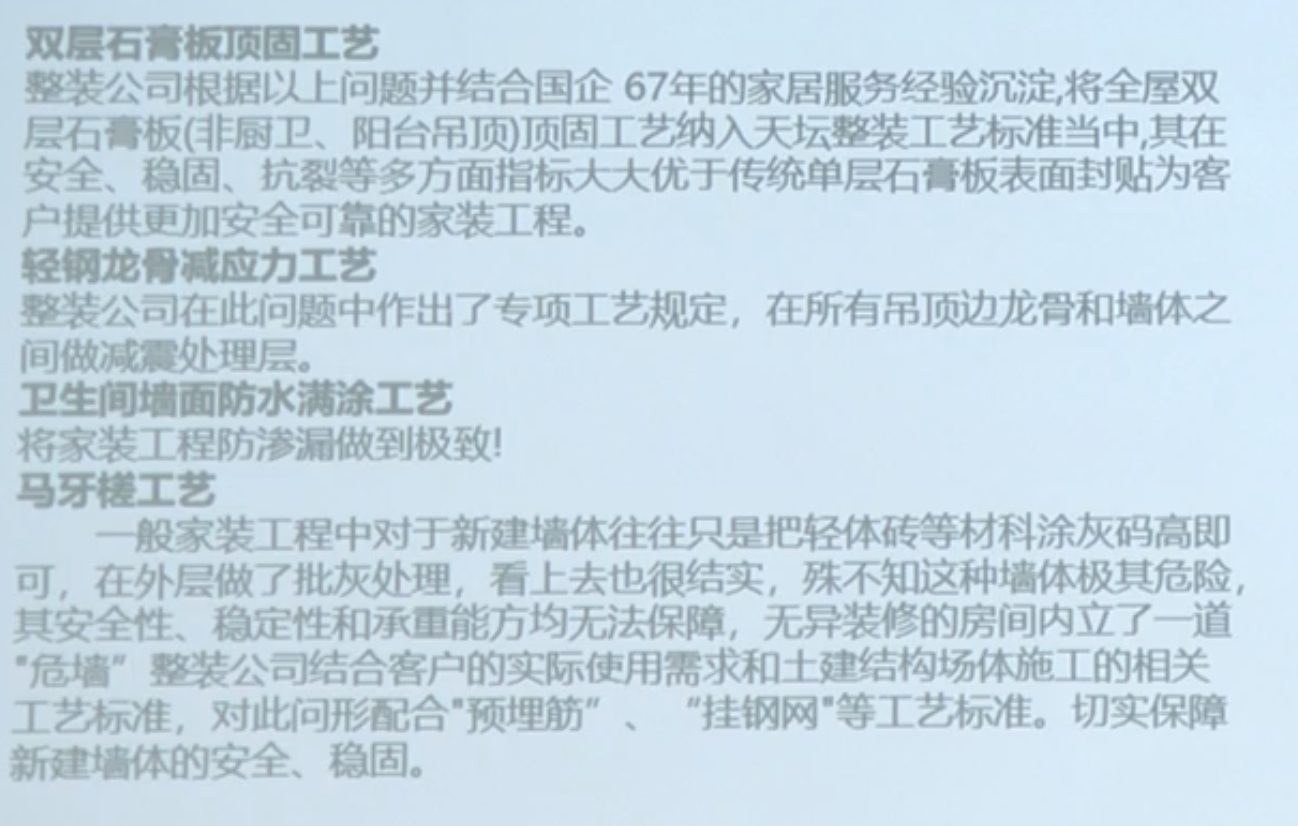 双层石膏板顶固工艺
整装公司根据以上问题并结合国企 67年的家居服务经验沉淀,将全屋双
层石膏板(非厨卫、阳台吊顶)顶固工艺纳入天坛整装工艺标准当中,其在
安全、稳固、抗裂等多方面指标大大优于传统单层石膏板表面封贴为客
户提供更加安全可靠的家装工程。
轻钢龙骨减应力工艺
整装公司在此问题中作出了专项工艺规定，在所有吊顶边龙骨和墙体之
间做减震处理层。
卫生间墙面防水满涂工艺
将家装工程防渗漏做到极致!
马牙槎工艺
一般家装工程中对于新建墙体往往只是把轻体砖等材料涂灰码高即
可，在外层做了批灰处理，看上去也很结实，殊不知这种墙体极其危险，
其安全性、稳定性和承重能方均无法保障，无异装修的房间内立了一道
"危墙” 整装公司结合客户的实际使用需求和土建结构场体施工的相关
工艺标准，对此问形配合"预埋筋”、“挂钢网"等工艺标准。切实保障
新建墙体的安全、稳固。